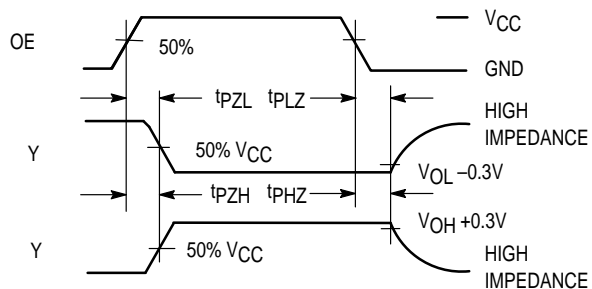 OE
50%
VCC
GND
tPZL
tPLZ
HIGH
IMPEDANCE
Y
50% VCC
VOL –0.3V
tPZH
tPHZ
VOH +0.3V
Y
50% VCC
HIGH
IMPEDANCE